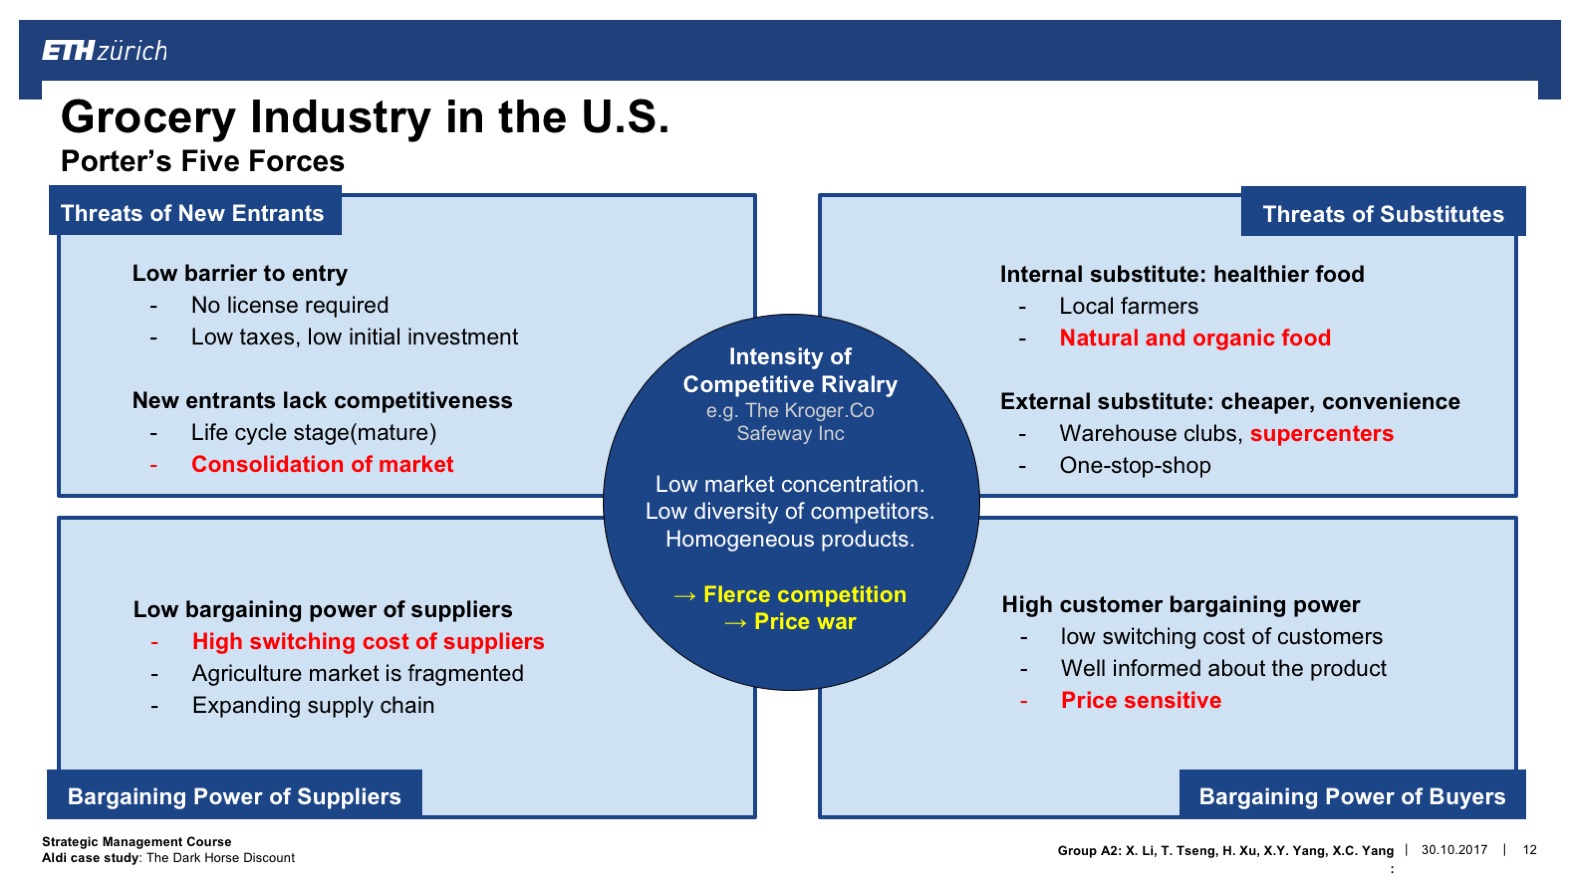 ETH zürich
Grocery Industry in the U.S.
Porter’s Five Forces
Threats of New Entrants
Low barrier to entry
- No license required
- Low taxes, low initial investment
New entrants lack competitiveness
- Life cycle stage(mature)
- Consolidation of market
Threats of Substitutes
Internal substitute: healthier food
- Local farmers
- Natural and organic food
External substitute: cheaper, convenience
- Warehouse clubs, supercenters
- One-stop-shop
Intensity of
Competitive Rivalry
e.g. The Kroger.Co
Safeway Inc
Low market concentration.
Low diversity of competitors.
Homogeneous products.
→ FIerce competition
→ Price war
Low bargaining power of suppliers
- High switching cost of suppliers
- Agriculture market is fragmented
- Expanding supply chain
Bargaining Power of Suppliers
High customer bargaining power
- low switching cost of customers
- Well informed about the product
- Price sensitive
Bargaining Power of Buyers
Strategic Management Course
Aldi case study: The Dark Horse Discount
Group A2: X. Li, T. Tseng, H. Xu, X.Y. Yang, X.C. Yang | 30.10.2017 | 12
: